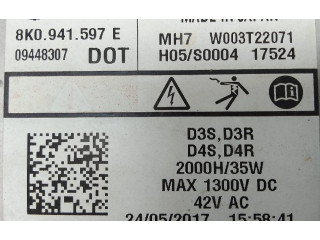 MADE IN JAPAN
8K0.941.597 E
MH7 W003T22071
09448307 DOT
H05/S0004 17524
D3S,D3R
D4S,D4R
2000H/35W
MAX 1300V DC
42V AC
24/05/2017 15:58:41